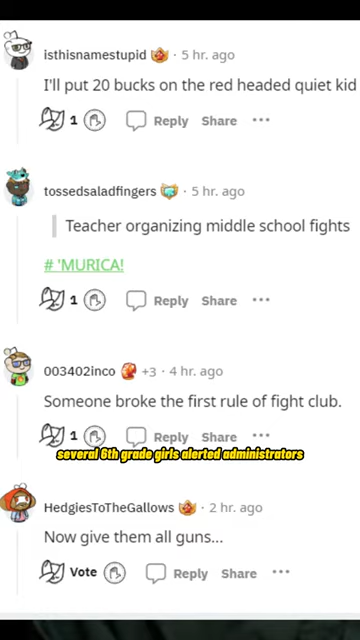 isthisnamestupid · 5 hr. ago
I'll put 20 bucks on the red headed quiet kid
1 Reply Share ...
tossedsaladfingers · 5 hr. ago
Teacher organizing middle school fights
# 'MURICA!
1 Reply Share ...
003402inco +3 · 4 hr. ago
Someone broke the first rule of fight club.
1 Reply Share ...
several 6th grade girls alerted administrators
HedgiesToTheGallows · 2 hr. ago
Now give them all guns...
Vote Reply Share ...